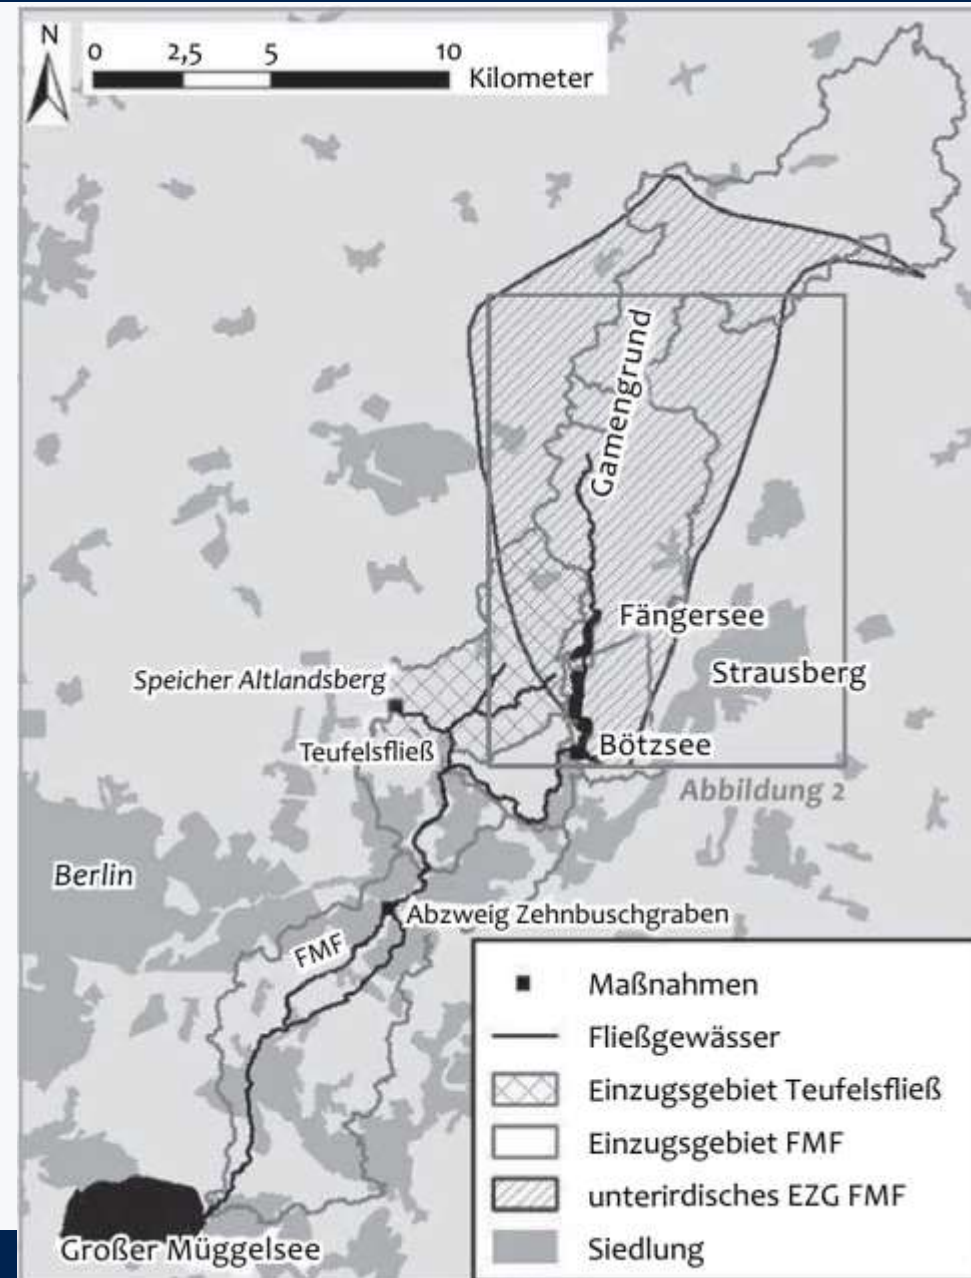 N
0 2,5 5 10
Kilometer
Gamengrund
Fängersee
Strausberg
Speicher Altlandsberg
Teufelsfließ
Bötzsee
Abbildung 2
Berlin
Abzweig Zehnbuschgraben
FMF
Großer Müggelsee
Maßnahmen
Fließgewässer
Einzugsgebiet Teufelsfließ
Einzugsgebiet FMF
unterirdisches EZG FMF
Siedlung